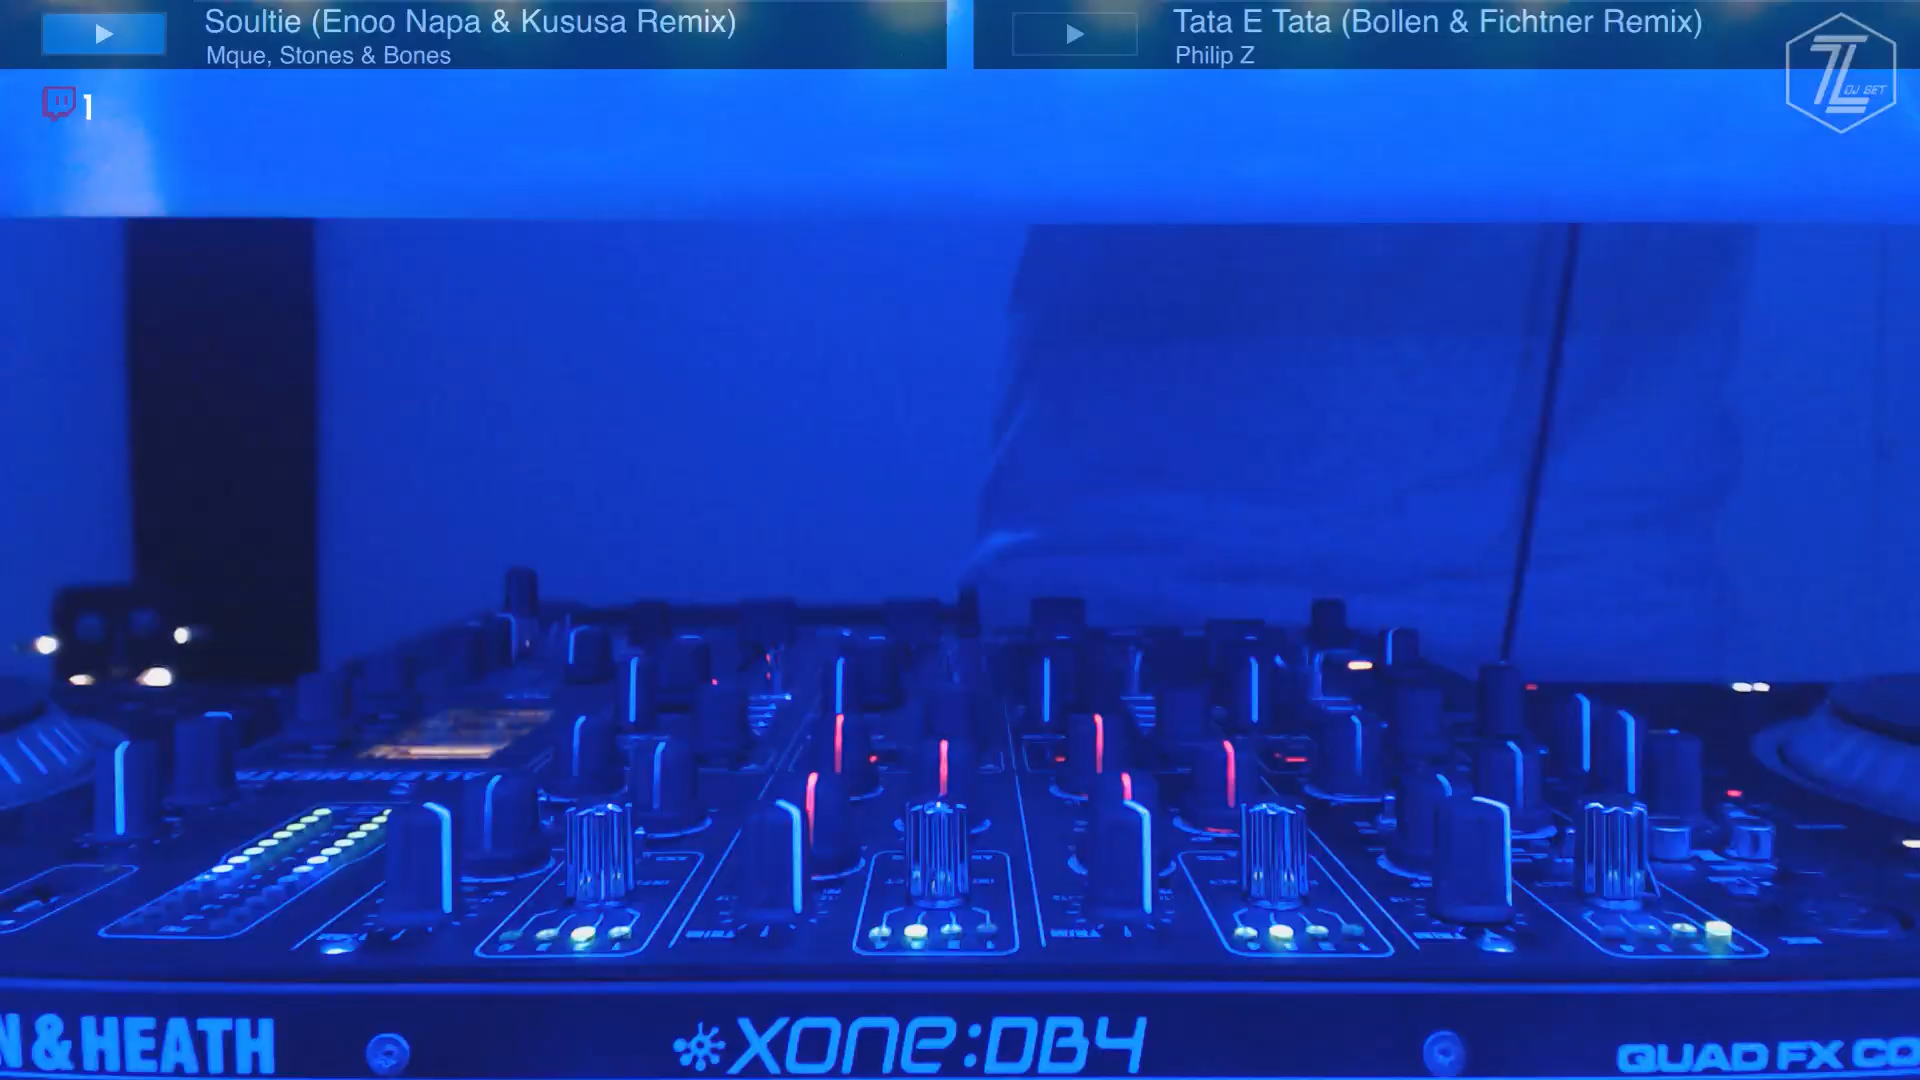 Soultie (Enoo Napa & Kususa Remix)
Mque, Stones & Bones
Tata E Tata (Bollen & Fichtner Remix)
Philip Z
1
DJ SET
N & HEATH
XONE:DB4
QUAD FX CO